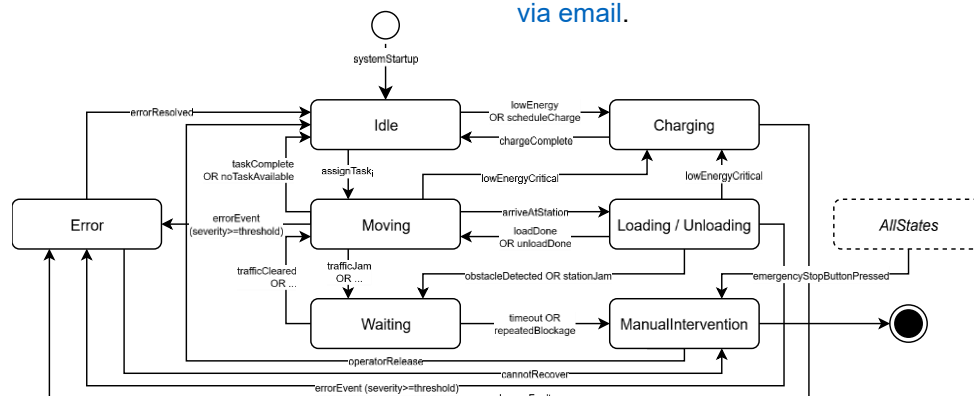 via email.
systemStartup
errorResolved
Idle
lowEnergy
OR scheduleCharge
Charging
chargeComplete
taskComplete
OR noTaskAvailable
assignTaskⱼ
lowEnergyCritical
lowEnergyCritical
Error
errorEvent
(severity>=threshold)
Moving
arriveAtStation
loadDone
OR unloadDone
Loading / Unloading
AllStates
trafficCleared
OR ...
trafficJam
OR ...
obstacleDetected OR stationJam
emergencyStopButtonPressed
Waiting
timeout OR
repeatedBlockage
ManualIntervention
operatorRelease
cannotRecover
errorEvent (severity>=threshold)